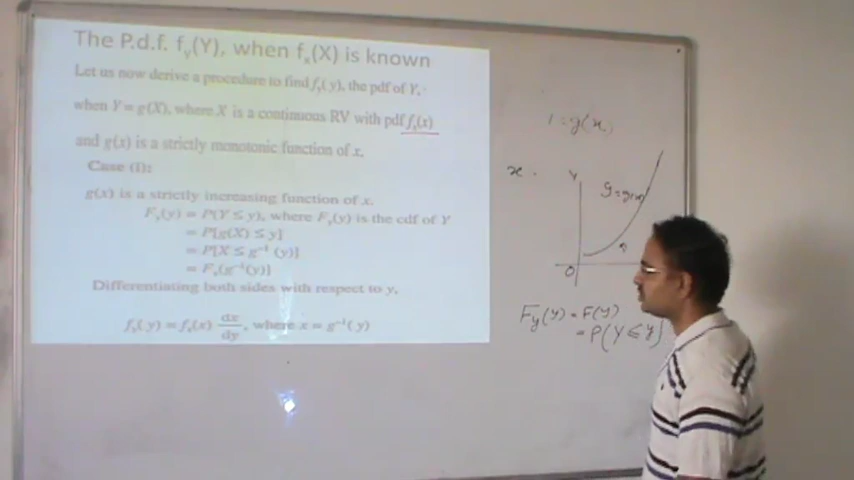 The P.d.f. fy(Y), when fx(X) is known
Let us now derive a procedure to find fy(y), the pdf of Y,
when Y = g(X), where X is a continuous RV with pdf fx(x)
and g(x) is a strictly monotonic function of x.
Case (i):
g(x) is a strictly increasing function of x.
Fy(y) = P(Y ≤ y), where Fy(y) is the cdf of Y
= P[g(X) ≤ y]
= P[X ≤ g⁻¹ (y)]
= Fx(g⁻¹(y)]
Differentiating both sides with respect to y,
fy(y) = fx(x) dx/dy, where x = g⁻¹(y)
= g(x)
x
Y
y=g(x)
O
Fy(y) = F(y)
= P(Y ≤ y)